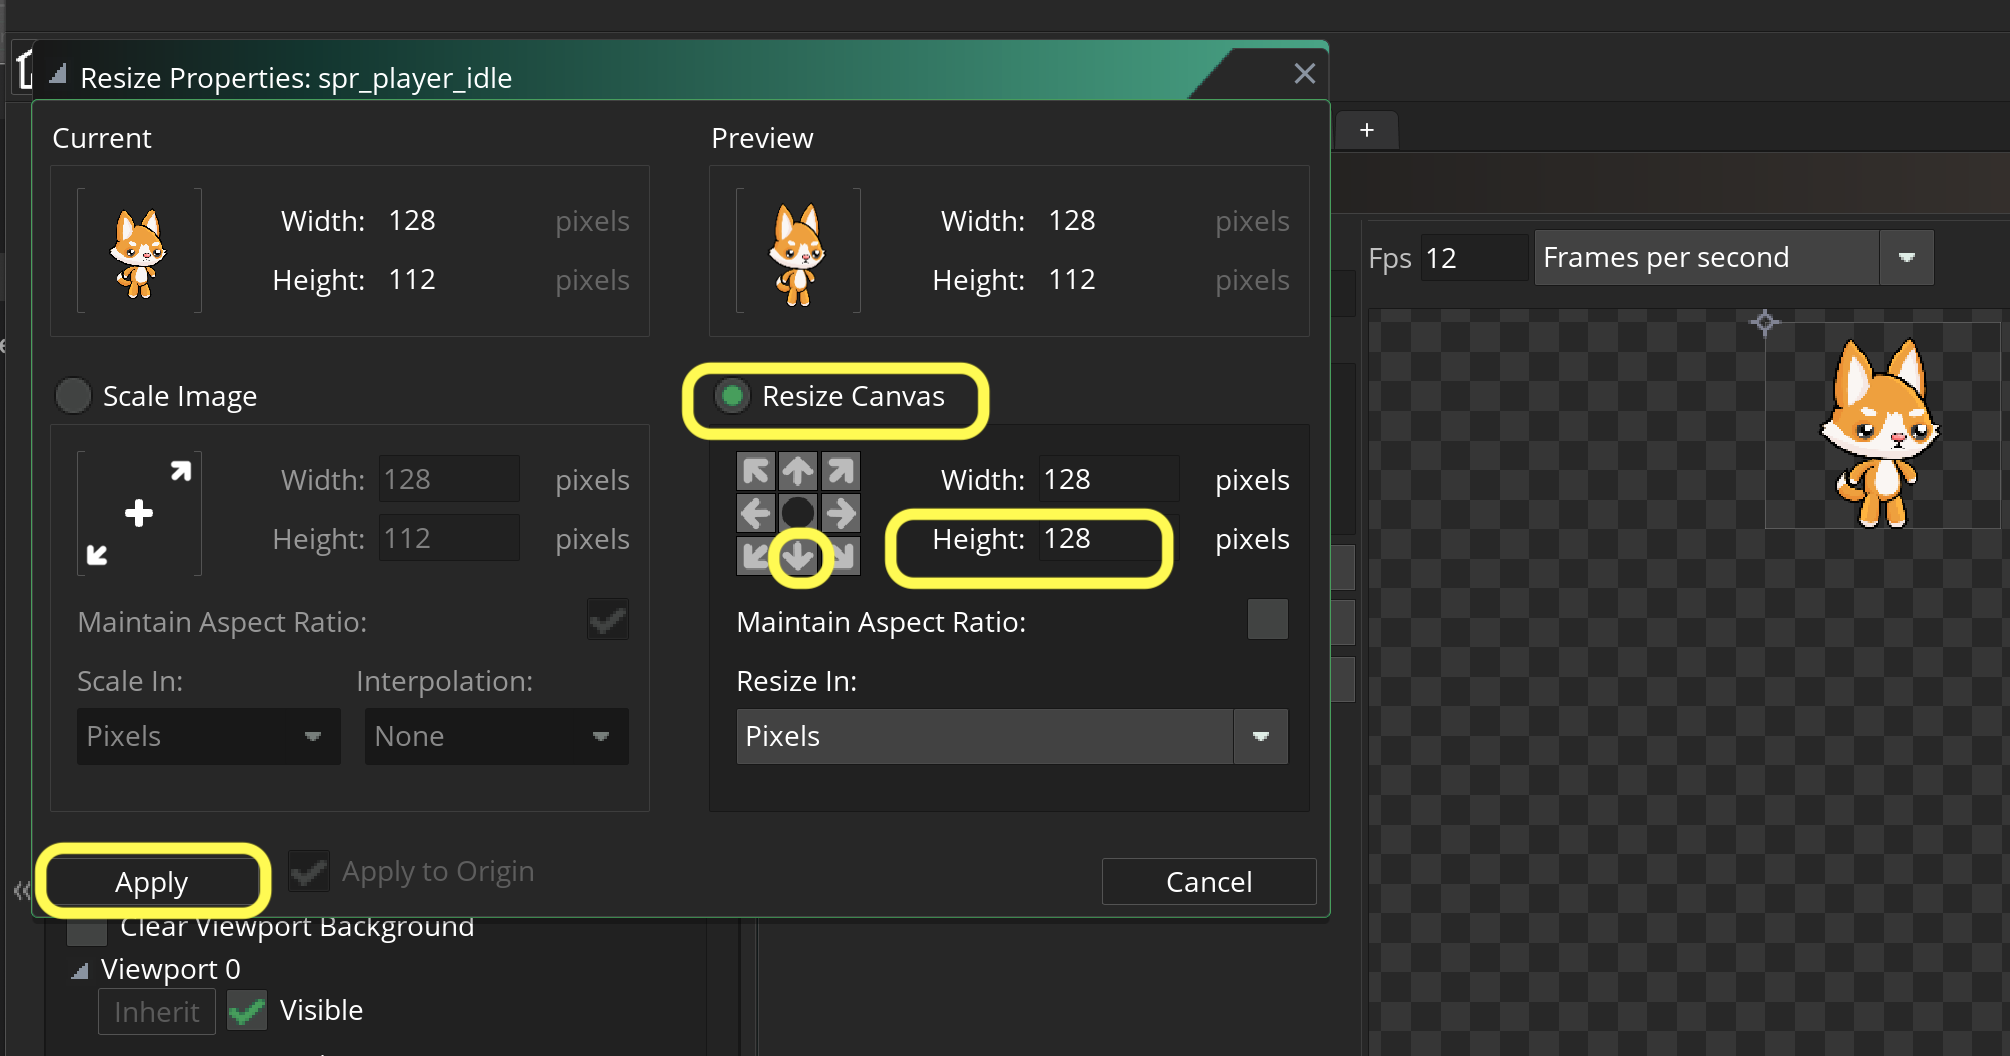 Resize Properties: spr_player_idle
Current
Preview
Width: 128 pixels
Height: 112 pixels
Width: 128 pixels
Height: 112 pixels
+
Fps 12 Frames per second
Scale Image
Resize Canvas
Width: 128 pixels
Height: 112 pixels
Width: 128 pixels
Height: 128 pixels
Maintain Aspect Ratio:
Maintain Aspect Ratio:
Scale In: Interpolation:
Resize In:
Pixels None
Pixels
Apply Apply to Origin Cancel
Clear Viewport Background
Viewport 0
Inherit Visible